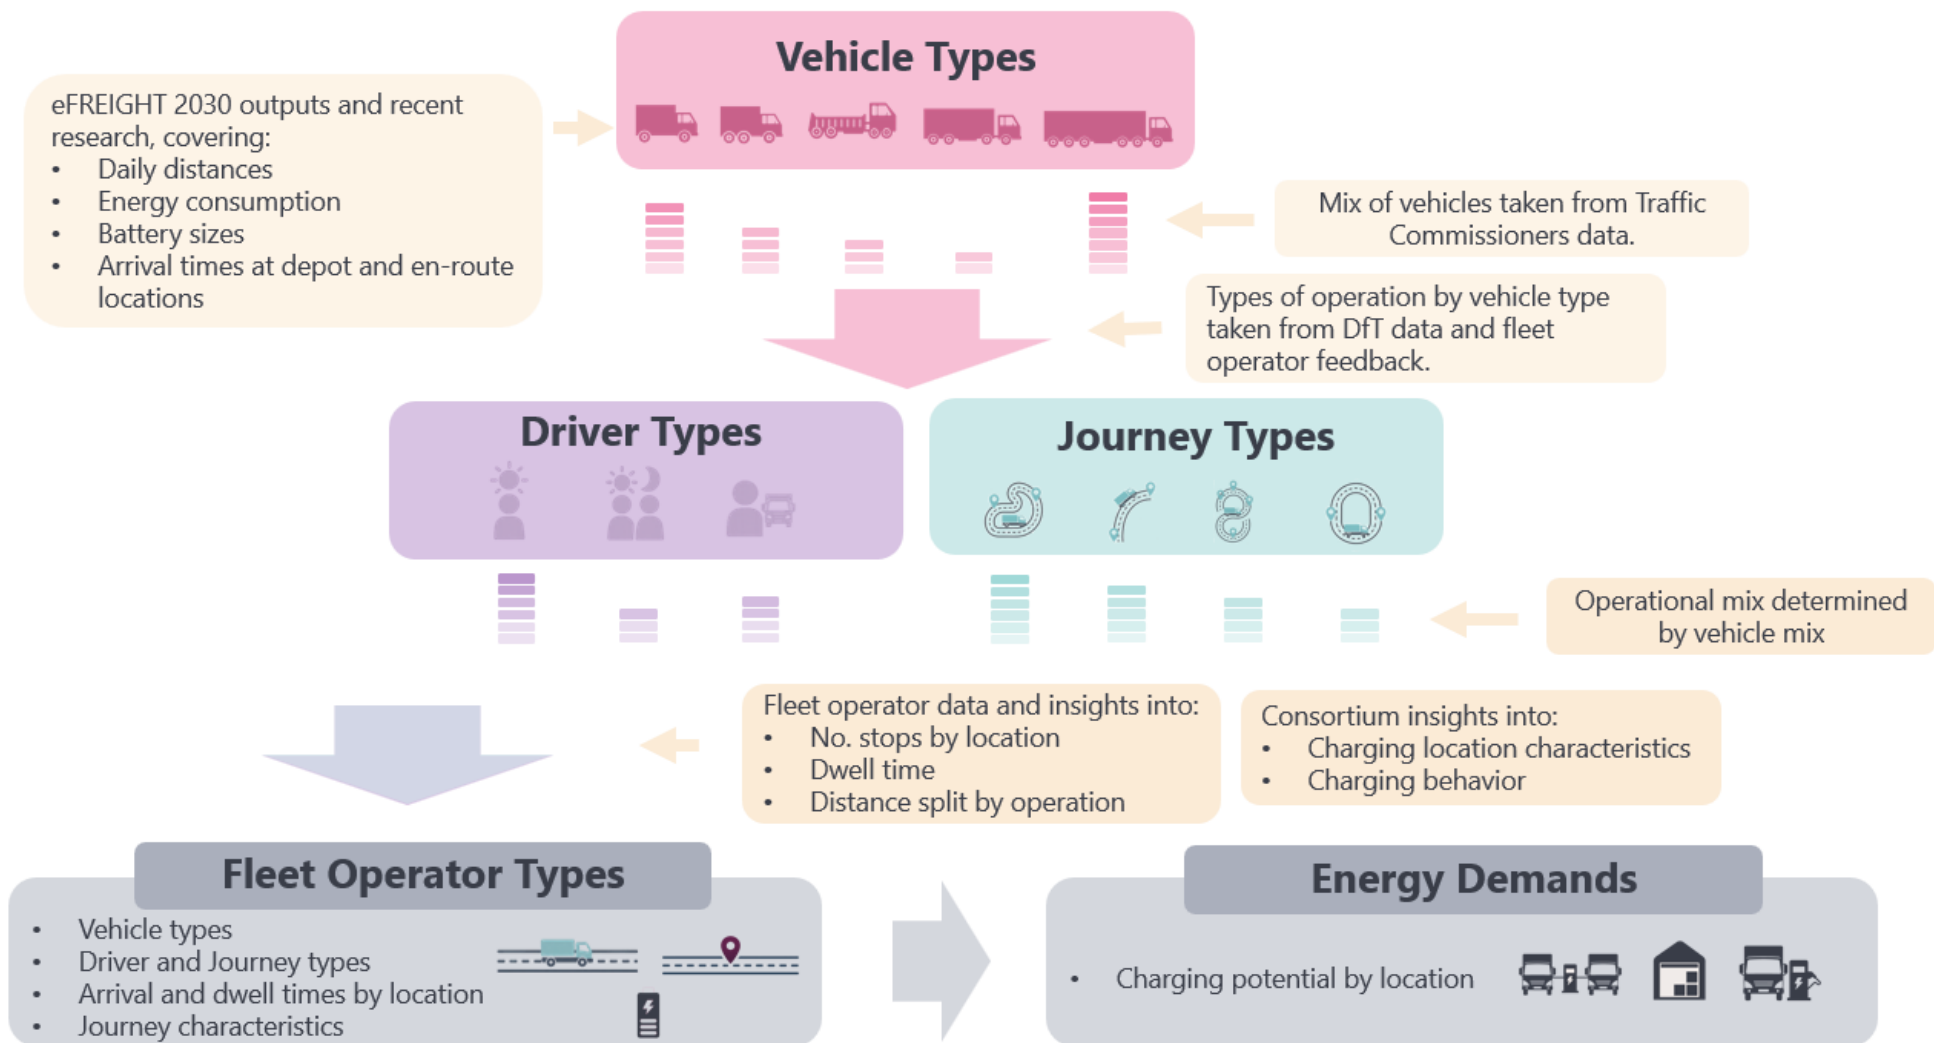 Vehicle Types
eFREIGHT 2030 outputs and recent
research, covering:
• Daily distances
• Energy consumption
• Battery sizes
• Arrival times at depot and en-route
locations
Mix of vehicles taken from Traffic
Commissioners data.
Types of operation by vehicle type
taken from DfT data and fleet
operator feedback.
Driver Types
Journey Types
Operational mix determined
by vehicle mix
Fleet operator data and insights into:
• No. stops by location
• Dwell time
• Distance split by operation
Consortium insights into:
• Charging location characteristics
• Charging behavior
Fleet Operator Types
• Vehicle types
• Driver and Journey types
• Arrival and dwell times by location
• Journey characteristics
Energy Demands
• Charging potential by location